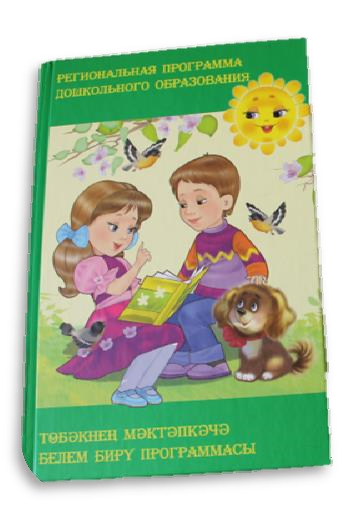 РЕГИОНАЛЬНАЯ ПРОГРАММА
ДОШКОЛЬНОГО ОБРАЗОВАНИЯ
ТӨБӘКНЕҢ МӘКТӘПКӘЧӘ
БЕЛЕМ БИРҮ ПРОГРАММАСЫ